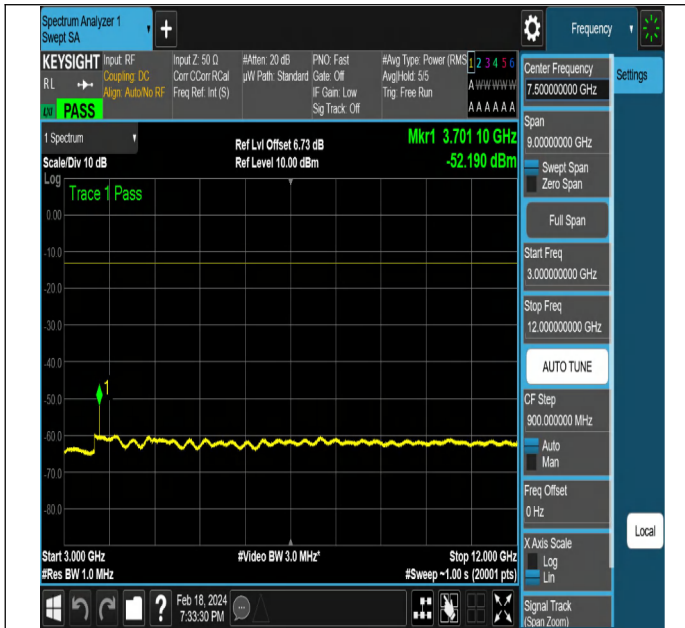 Spectrum Analyzer 1
Swept SA
+
Frequency
KEYSIGHT
RL
LXI
PASS
Input: RF
Coupling: DC
Align: Auto/No RF
Input Z: 50 Ω
Corr CCorr RCal
Freq Ref: Int (S)
#Atten: 20 dB
µW Path: Standard
PNO: Fast
Gate: Off
IF Gain: Low
Sig Track: Off
#Avg Type: Power (RMS
Avg|Hold: 5/5
Trig: Free Run
1 2 3 4 5 6
A W W W W W
A A A A A A
1 Spectrum
Scale/Div 10 dB
Ref Lvl Offset 6.73 dB
Ref Level 10.00 dBm
Mkr1 3.701 10 GHz
-52.190 dBm
Log
Trace 1 Pass
0.00
-10.0
-20.0
-30.0
-40.0
-50.0
-60.0
-70.0
-80.0
1
Start 3.000 GHz
#Res BW 1.0 MHz
#Video BW 3.0 MHz*
Stop 12.000 GHz
#Sweep ~1.00 s (20001 pts)
Feb 18, 2024
7:33:30 PM
?
Center Frequency
7.500000000 GHz
Settings
Span
9.00000000 GHz
Swept Span
Zero Span
Full Span
Start Freq
3.000000000 GHz
Stop Freq
12.000000000 GHz
AUTO TUNE
CF Step
900.000000 MHz
Auto
Man
Freq Offset
0 Hz
Local
X Axis Scale
Log
Lin
Signal Track
(Span Zoom)